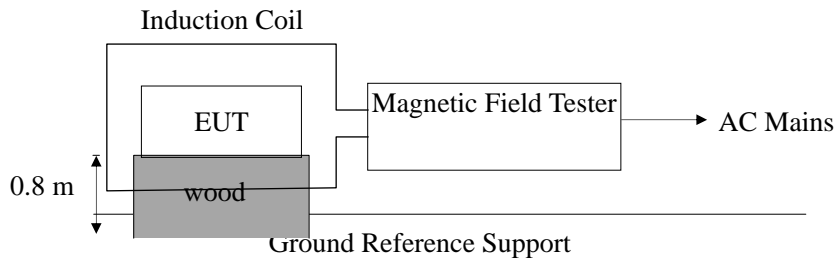 Induction Coil
EUT
Magnetic Field Tester
AC Mains
0.8 m
wood
Ground Reference Support